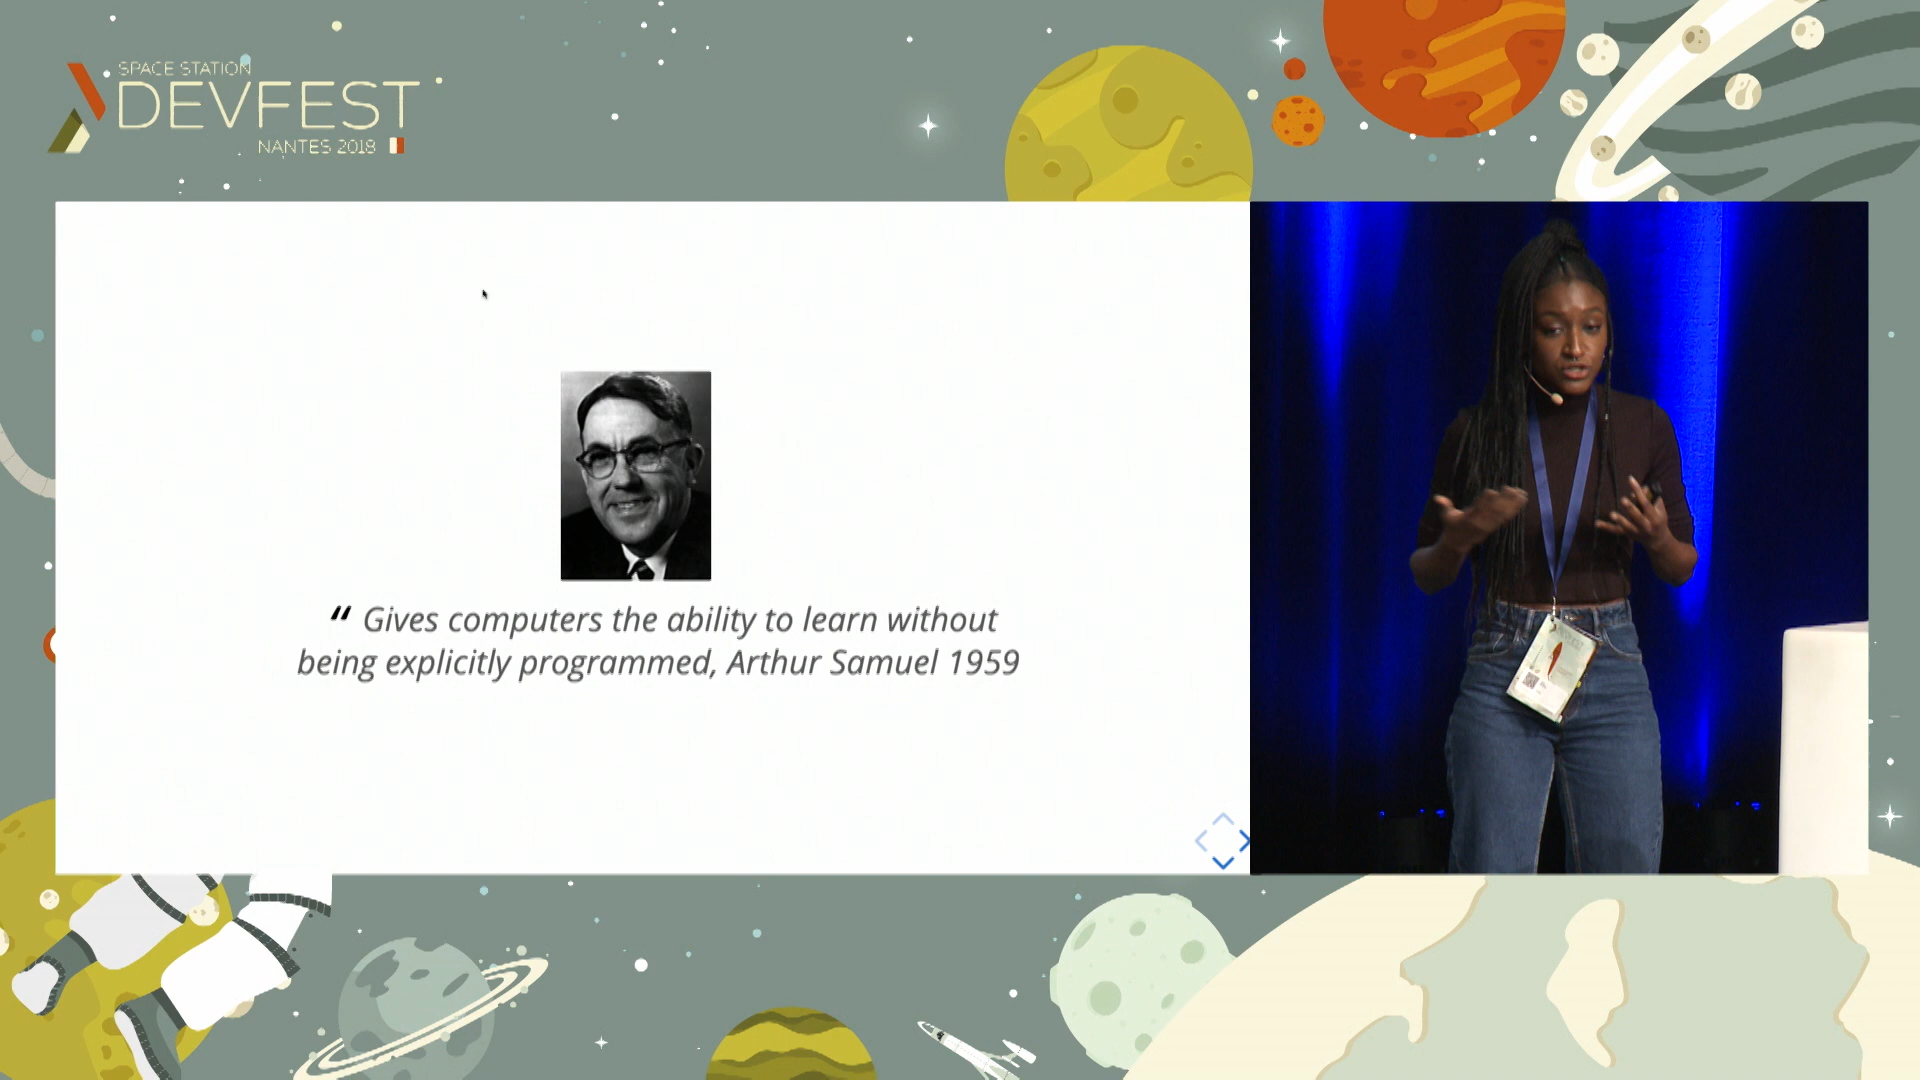 SPACE STATION
DEVFEST
NANTES 2018
“ Gives computers the ability to learn without
being explicitly programmed, Arthur Samuel 1959